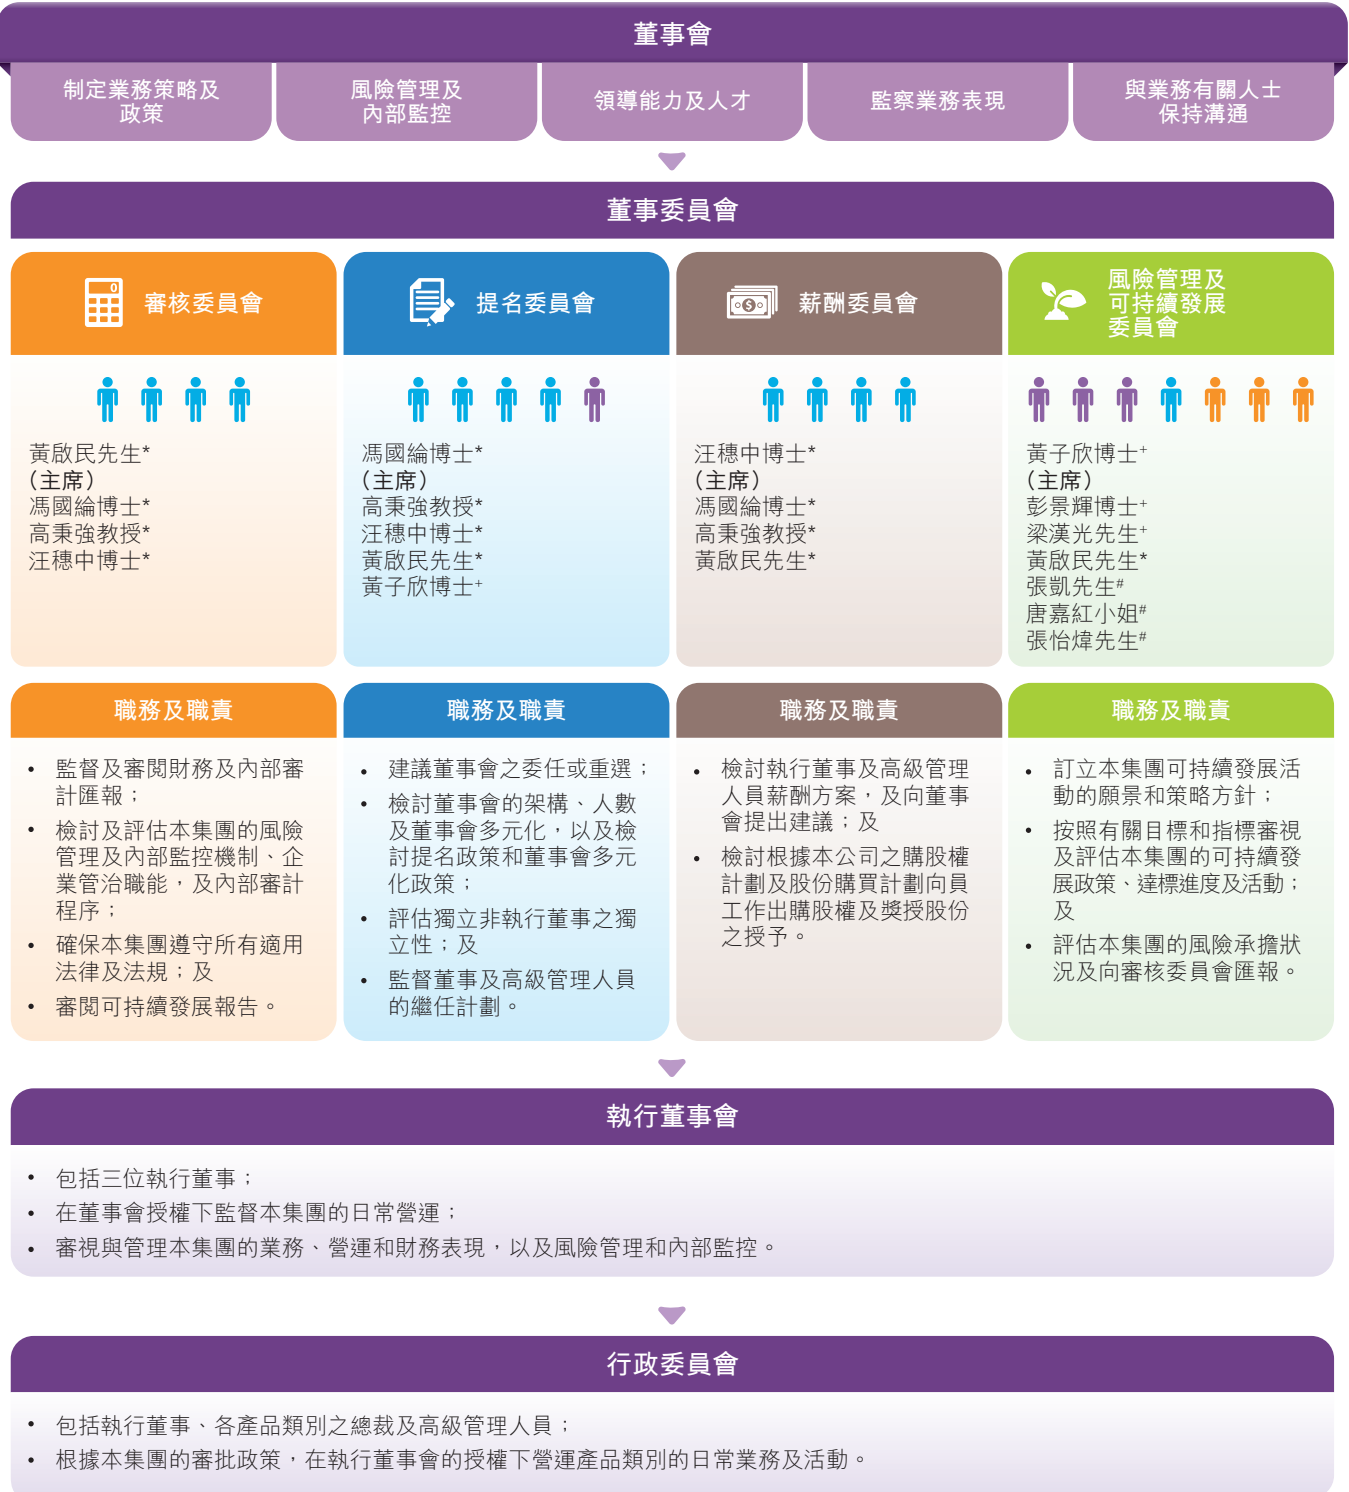 董事會
制定業務策略及
政策
風險管理及
內部監控
領導能力及人才
監察業務表現
與業務有關人士
保持溝通
董事委員會
0
審核委員會
提名委員會
$
薪酬委員會
風險管理及
可持續發展
委員會
黃啟民先生*
（主席）
馮國綸博士*
高秉強教授*
汪穗中博士*
馮國綸博士*
（主席）
高秉強教授*
汪穗中博士*
黃啟民先生*
黃子欣博士+
汪穗中博士*
（主席）
馮國綸博士*
高秉強教授*
黃啟民先生*
黃子欣博士+
（主席）
彭景輝博士+
梁漢光先生+
黃啟民先生*
張凱先生#
唐嘉紅小姐#
張怡煒先生#
職務及職責
• 監督及審閱財務及內部審
計匯報；
• 檢討及評估本集團的風險
管理及內部監控機制、企
業管治職能，及內部審計
程序；
• 確保本集團遵守所有適用
法律及法規；及
• 審閱可持續發展報告。
職務及職責
• 建議董事會之委任或重選；
• 檢討董事會的架構、人數
及董事會多元化，以及檢
討提名政策和董事會多元
化政策；
• 評估獨立非執行董事之獨
立性；及
• 監督董事及高級管理人員
的繼任計劃。
職務及職責
• 檢討執行董事及高級管理
人員薪酬方案，及向董事
會提出建議；及
• 檢討根據本公司之購股權
計劃及股份購買計劃向員
工作出購股權及獎授股份
之授予。
職務及職責
• 訂立本集團可持續發展活
動的願景和策略方針；
• 按照有關目標和指標審視
及評估本集團的可持續發
展政策、達標進度及活動；
及
• 評估本集團的風險承擔狀
況及向審核委員會匯報。
執行董事會
• 包括三位執行董事；
• 在董事會授權下監督本集團的日常營運；
• 審視與管理本集團的業務、營運和財務表現，以及風險管理和內部監控。
行政委員會
• 包括執行董事、各產品類別之總裁及高級管理人員；
• 根據本集團的審批政策，在執行董事會的授權下營運產品類別的日常業務及活動。